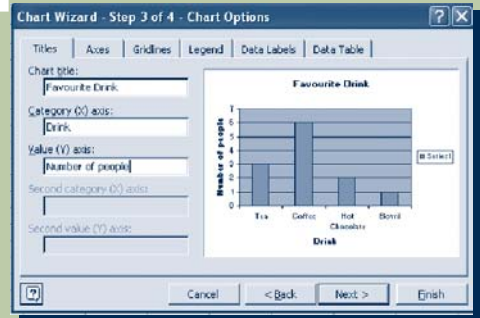 Chart Wizard - Step 3 of 4 - Chart Options
Titles Axes Gridlines Legend Data Labels Data Table
Chart title:
Favourite Drink
Category (X) axis:
Drink
Value (Y) axis:
Number of people
Second category (X) axis:
Second value (Y) axis:
Favourite Drink
Number of people
7
6
5
4
3
2
1
0
Tea Coffee Hot Chocolate Bovril
Drink
Series1
Cancel < Back Next > Finish